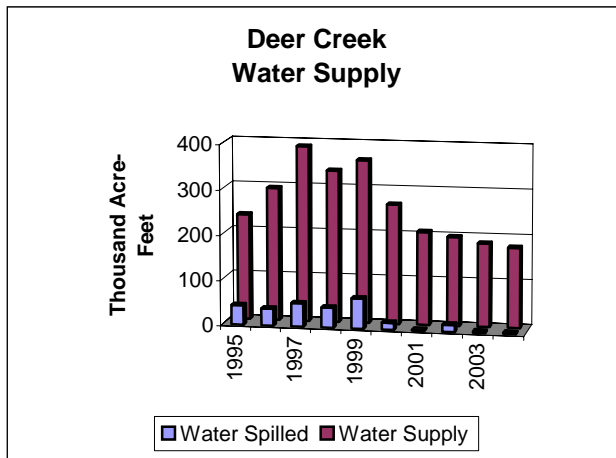 Deer Creek
Water Supply
Thousand Acre-
Feet
400
300
200
100
0
1995
1997
1999
2001
2003
Water Spilled
Water Supply